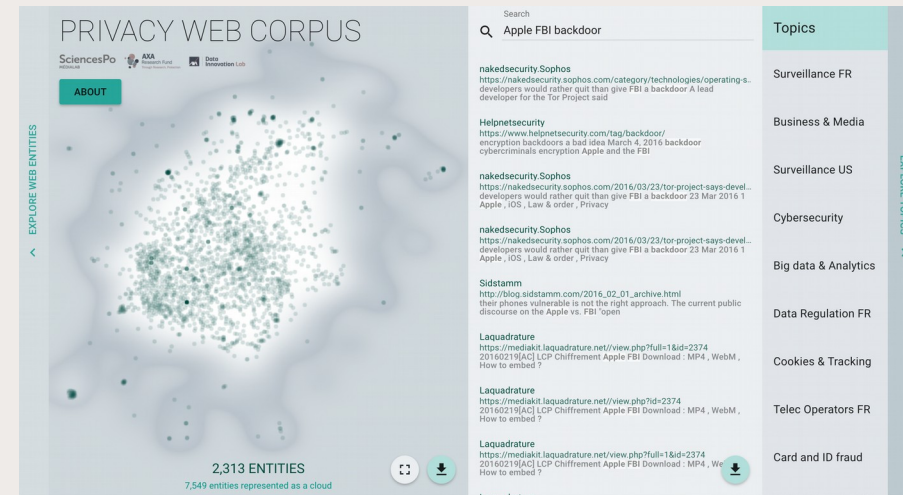 PRIVACY WEB CORPUS
SciencesPo
MEDIALAB
AXA
Research Fund
Data
Innovation Lab
ABOUT
EXPLORE WEB ENTITIES
2,313 ENTITIES
7,549 entities represented as a cloud
Search
Apple FBI backdoor
nakedsecurity.Sophos
https://nakedsecurity.sophos.com/category/technologies/operating-s..
developers would rather quit than give FBI a backdoor A lead
developer for the Tor Project said
Helpnetsecurity
https://www.helpnetsecurity.com/tag/backdoor/
encryption backdoors a bad idea March 4, 2016 backdoor
cybercriminals encryption Apple and the FBI
nakedsecurity.Sophos
https://nakedsecurity.sophos.com/2016/03/23/tor-project-says-devel...
developers would rather quit than give FBI a backdoor 23 Mar 2016 1
Apple , iOS , Law & order , Privacy
nakedsecurity.Sophos
https://nakedsecurity.sophos.com/2016/03/23/tor-project-says-devel...
developers would rather quit than give FBI a backdoor 23 Mar 2016 1
Apple , iOS , Law & order , Privacy
Sidstamm
http://blog.sidstamm.com/2016_02_01_archive.html
their phones vulnerable is not the right approach. The current public
discourse on the Apple vs. FBI "open
Laquadrature
https://mediakit.laquadrature.net//view.php?full=1&id=2374
20160219[AC] LCP Chiffrement Apple FBI Download : MP4 , WebM ,
How to embed ?
Laquadrature
https://mediakit.laquadrature.net//view.php?id=2374
20160219[AC] LCP Chiffrement Apple FBI Download : MP4 , WebM ,
How to embed ?
Laquadrature
https://mediakit.laquadrature.net//view.php?full=1&id=2374
20160219[AC] LCP Chiffrement Apple FBI Download : MP4 , We
How to embed ?
Topics
Surveillance FR
Business & Media
Surveillance US
Cybersecurity
Big data & Analytics
Data Regulation FR
Cookies & Tracking
Telec Operators FR
Card and ID fraud